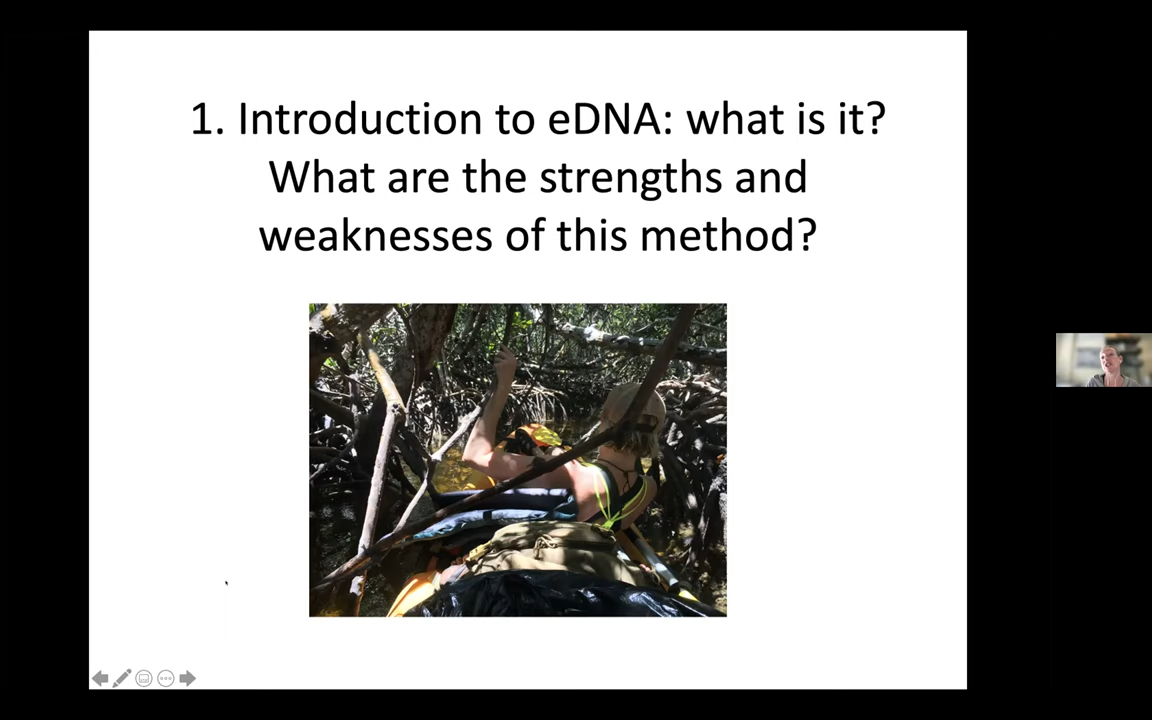 1. Introduction to eDNA: what is it?
What are the strengths and
weaknesses of this method?